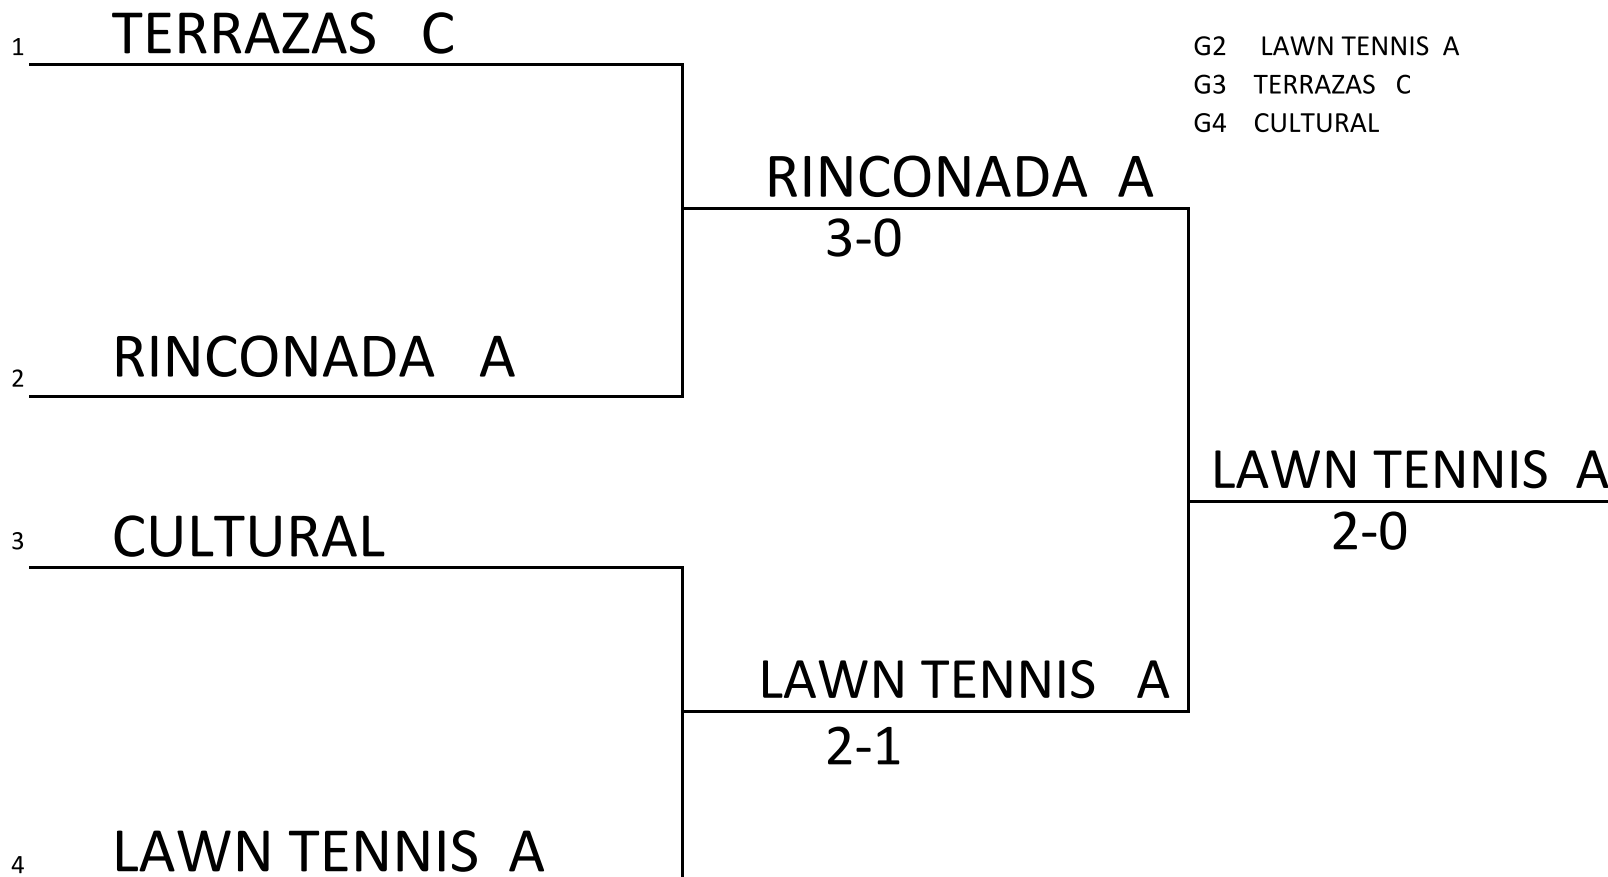 1 TERRAZAS C
G2 LAWN TENNIS A
G3 TERRAZAS C
G4 CULTURAL
RINCONADA A
3-0
2 RINCONADA A
LAWN TENNIS A
2-0
3 CULTURAL
LAWN TENNIS A
2-1
4 LAWN TENNIS A